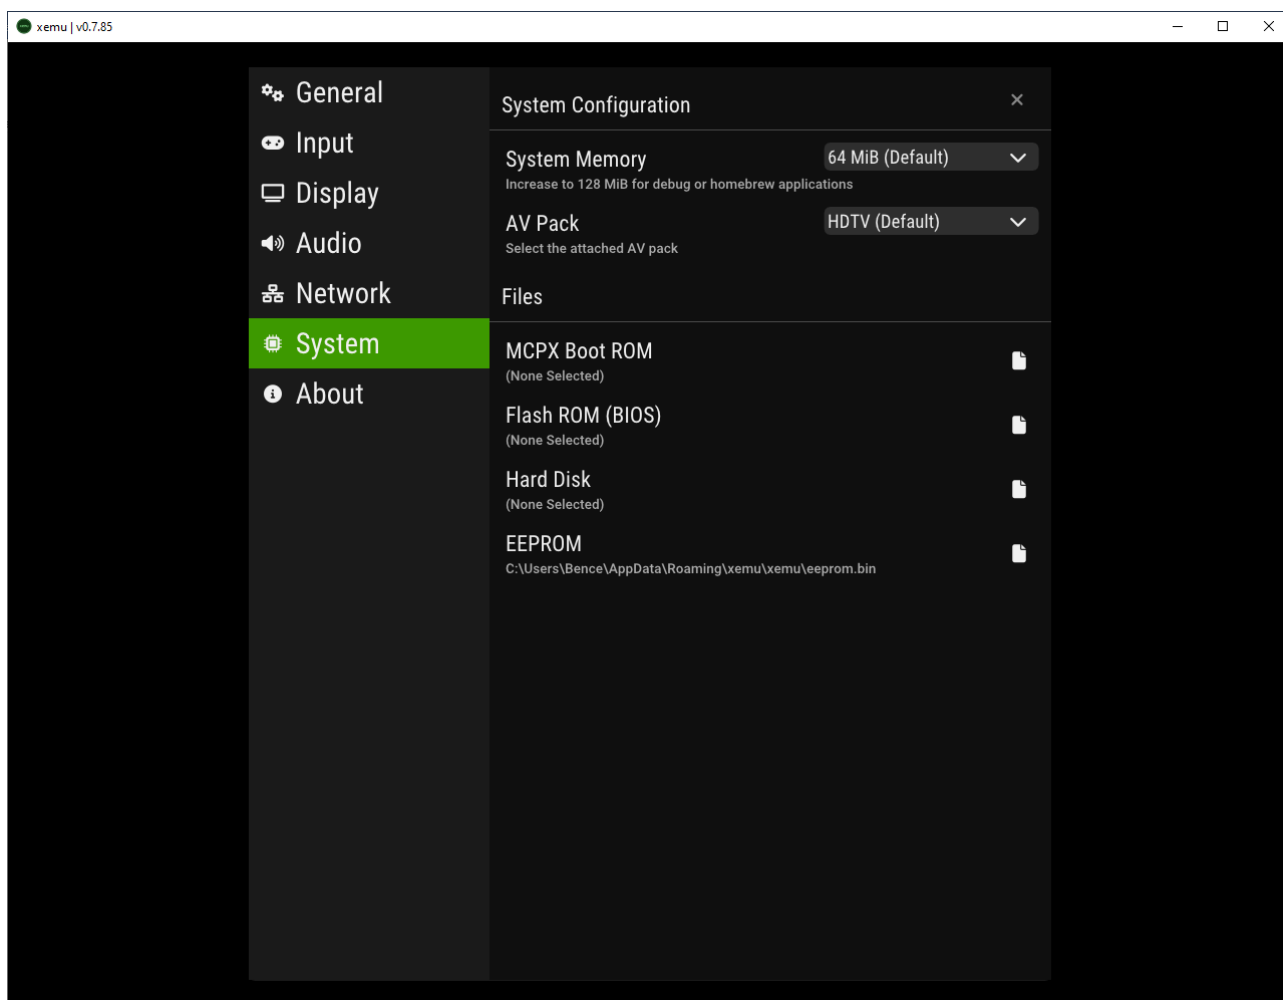 xemu | v0.7.85
General
Input
Display
Audio
Network
System
About
System Configuration
System Memory
64 MiB (Default)
Increase to 128 MiB for debug or homebrew applications
AV Pack
HDTV (Default)
Select the attached AV pack
Files
MCPX Boot ROM
(None Selected)
Flash ROM (BIOS)
(None Selected)
Hard Disk
(None Selected)
EEPROM
C:\Users\Bence\AppData\Roaming\xemu\xemu\eeprom.bin